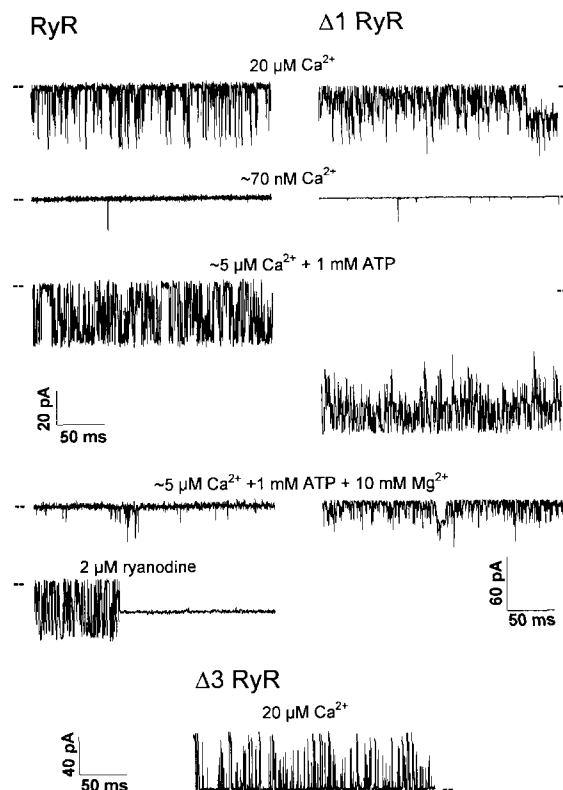 RyR
Δ1 RyR
20 µM Ca²⁺
~70 nM Ca²⁺
~5 µM Ca²⁺ + 1 mM ATP
20 pA
50 ms
~5 µM Ca²⁺ +1 mM ATP + 10 mM Mg²⁺
2 µM ryanodine
60 pA
50 ms
Δ3 RyR
20 µM Ca²⁺
40 pA
50 ms